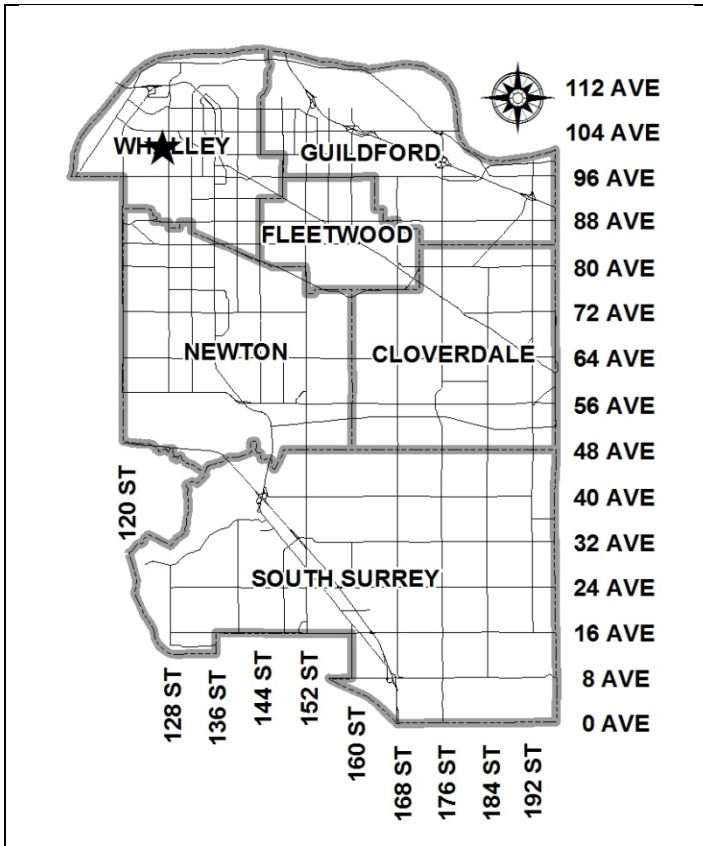 112 AVE
104 AVE
WHALLEY
GUILDFORD
96 AVE
88 AVE
FLEETWOOD
80 AVE
72 AVE
NEWTON
CLOVERDALE
64 AVE
56 AVE
48 AVE
120 ST
40 AVE
32 AVE
SOUTH SURREY
24 AVE
16 AVE
8 AVE
0 AVE
128 ST
136 ST
144 ST
152 ST
160 ST
168 ST
176 ST
184 ST
192 ST